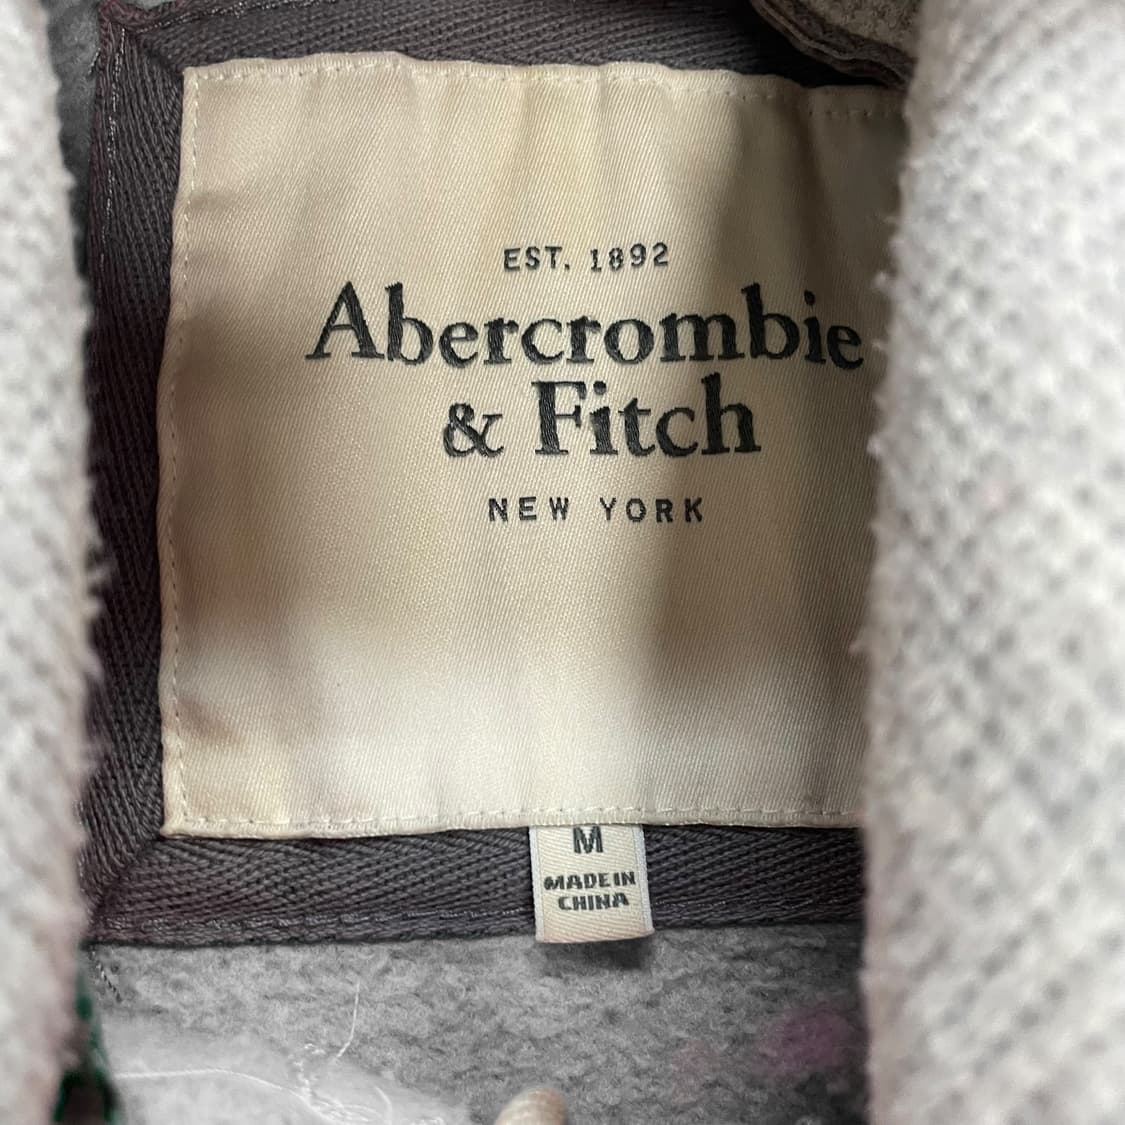 EST. 1892
Abercrombie
& Fitch
NEW YORK
M
MADE IN
CHINA